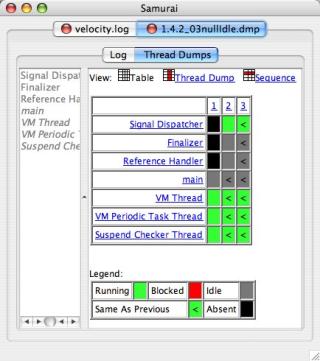 Samurai
velocity.log
1.4.2_03nullIdle.dmp
Log
Thread Dumps
Signal Dispat
Finalizer
Reference Ha
main
VM Thread
VM Periodic T
Suspend Chec
View: Table Thread Dump Sequence
1 2 3
Signal Dispatcher <
Finalizer <
Reference Handler <
main < <
VM Thread < <
VM Periodic Task Thread < <
Suspend Checker Thread < <
Legend:
Running Blocked Idle
Same As Previous < Absent